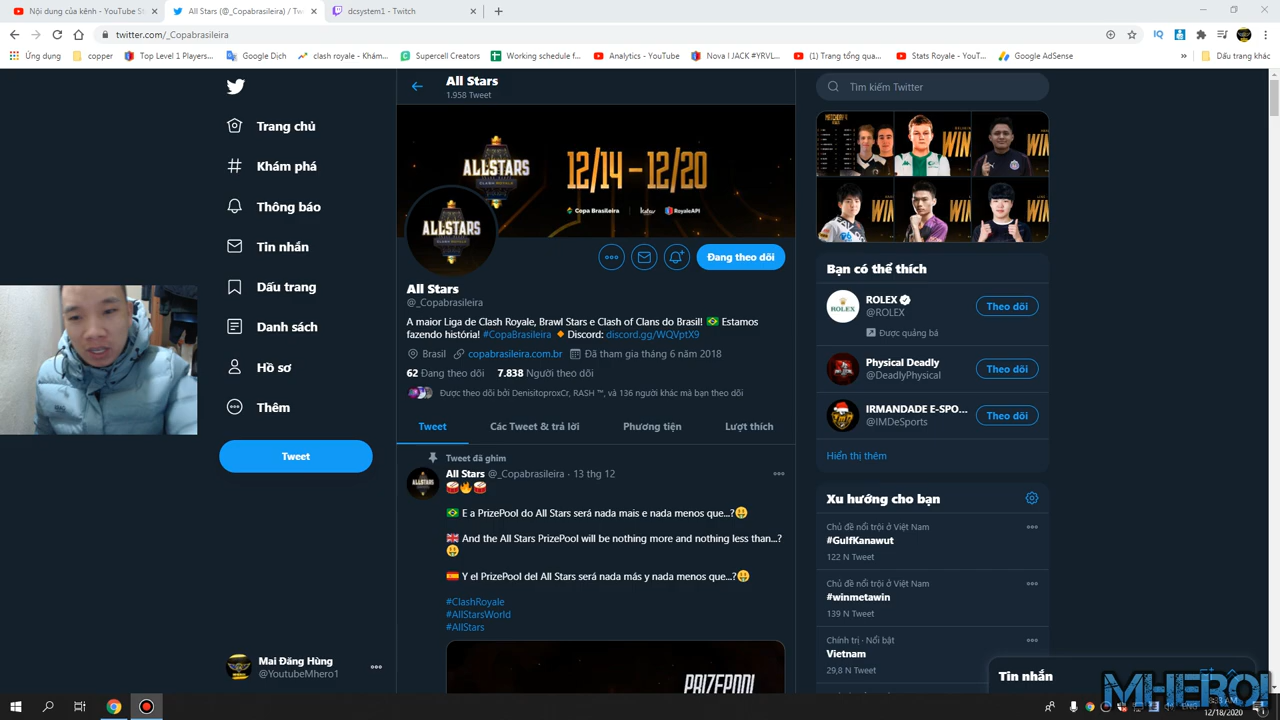 Nội dung của kênh - YouTube St
All Stars (@_Copabrasileira) / Tw
dcsystem1 - Twitch
twitter.com/_Copabrasileira
Ứng dụng
copper
Top Level 1 Players...
Google Dịch
clash royale - Khám...
Supercell Creators
Working schedule f...
Analytics - YouTube
Nova l JACK #YRVL...
(1) Trang tổng qua...
Stats Royale - YouT...
Google AdSense
»
Dấu trang khác
All Stars
1.958 Tweet
Tìm kiếm Twitter
Trang chủ
Khám phá
Thông báo
Tin nhắn
Dấu trang
Danh sách
Hồ sơ
Thêm
Tweet
ALLSTARS
CLASH ROYALE
12/14 - 12/20
Copa Brasileira
RoyaleAPI
ALLSTARS
Đang theo dõi
All Stars
@_Copabrasileira
A maior Liga de Clash Royale, Brawl Stars e Clash of Clans do Brasil! 🇧🇷 Estamos
fazendo história! #CopaBrasileira 🔸Discord: discord.gg/WQVptX9
Brasil copabrasileira.com.br Đã tham gia tháng 6 năm 2018
62 Đang theo dõi 7.838 Người theo dõi
Được theo dõi bởi DenisitoproxCr, RASH ™, và 136 người khác mà bạn theo dõi
Tweet
Các Tweet & trả lời
Phương tiện
Lượt thích
Tweet đã ghim
All Stars @_Copabrasileira · 13 thg 12
🥁🔥🥁
🇧🇷 E a PrizePool do All Stars será nada mais e nada menos que...?🤑
🇬🇧 And the All Stars PrizePool will be nothing more and nothing less than...?
🤑
🇪🇸 Y el PrizePool del All Stars será nada más y nada menos que...?🤑
#ClashRoyale
#AllStarsWorld
#AllStars
PRIZEPOOL
WIN
WIN
WIN
WIN
WIN
Bạn có thể thích
ROLEX
ROLEX
@ROLEX
Được quảng bá
Theo dõi
Physical Deadly
@DeadlyPhysical
Theo dõi
IRMANDADE E-SPO...
@IMDeSports
Theo dõi
Hiển thị thêm
Xu hướng cho bạn
Chủ đề nổi trội ở Việt Nam
#GulfKanawut
122 N Tweet
Chủ đề nổi trội ở Việt Nam
#winmetawin
139 N Tweet
Chính trị · Nổi bật
Vietnam
29,8 N Tweet
Tin nhắn
Mai Đăng Hùng
@YoutubeMhero1
MHERO!
12/18/2020